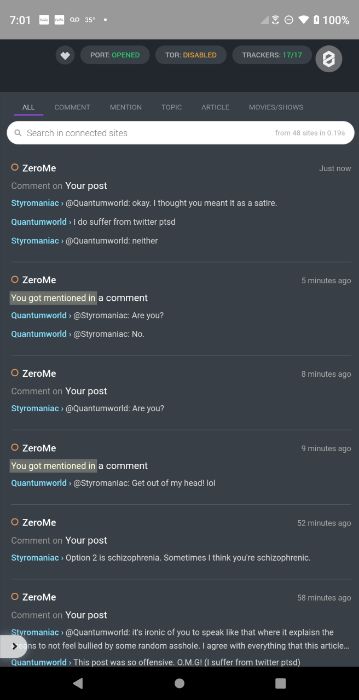 7:01 35° 100%
PORT: OPENED TOR: DISABLED TRACKERS: 17/17
ALL COMMENT MENTION TOPIC ARTICLE MOVIES/SHOWS
Search in connected sites from 48 sites in 0.19s
ZeroMe Just now
Comment on Your post
Styromaniac › @Quantumworld: okay. I thought you meant it as a satire.
Quantumworld › I do suffer from twitter ptsd
Styromaniac › @Quantumworld: neither
ZeroMe 5 minutes ago
You got mentioned in a comment
Quantumworld › @Styromaniac: Are you?
Quantumworld › @Styromaniac: No.
ZeroMe 8 minutes ago
Comment on Your post
Styromaniac › @Quantumworld: Are you?
ZeroMe 9 minutes ago
You got mentioned in a comment
Quantumworld › @Styromaniac: Get out of my head! lol
ZeroMe 52 minutes ago
Comment on Your post
Styromaniac › Option 2 is schizophrenia. Sometimes I think you're schizophrenic.
ZeroMe 58 minutes ago
Comment on Your post
Styromaniac › @Quantumworld: it's ironic of you to speak like that where it explaisn the
eens to not feel bullied by some random asshole. I agree with everything that this article...
Quantumworld › This post was so offensive. O.M.G! (I suffer from twitter ptsd)